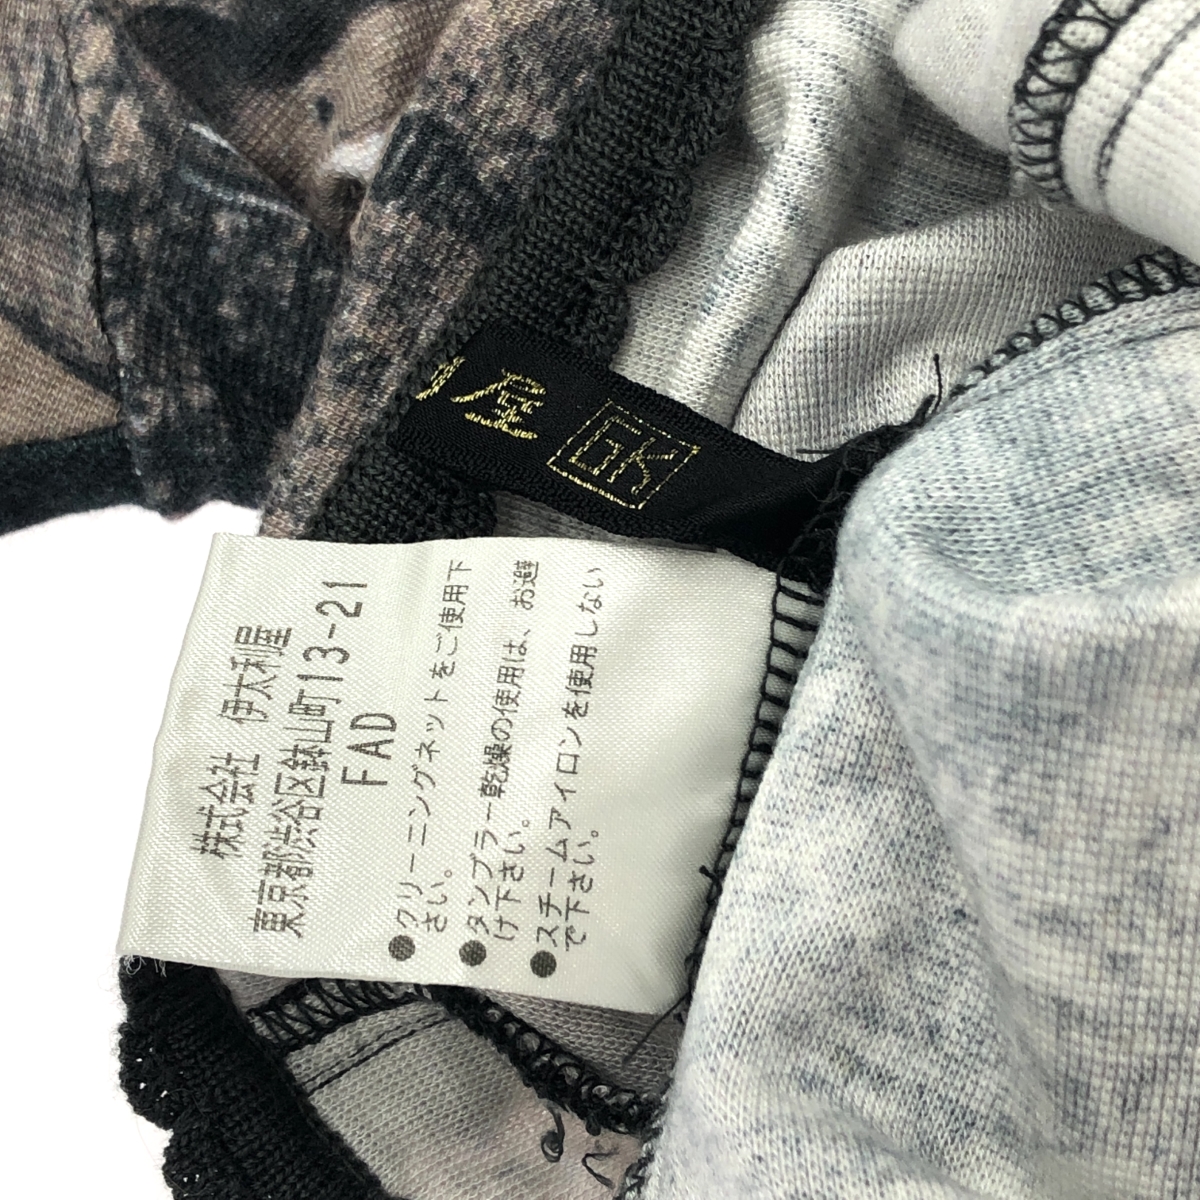 屋 GK
株式会社 伊太利屋
東京都渋谷区鉢山町13-21
FAD
●クリーニングネットをご使用下
さい。
●タンブラー乾燥の使用は、お避
け下さい。
●スチームアイロンを使用しない
で下さい。